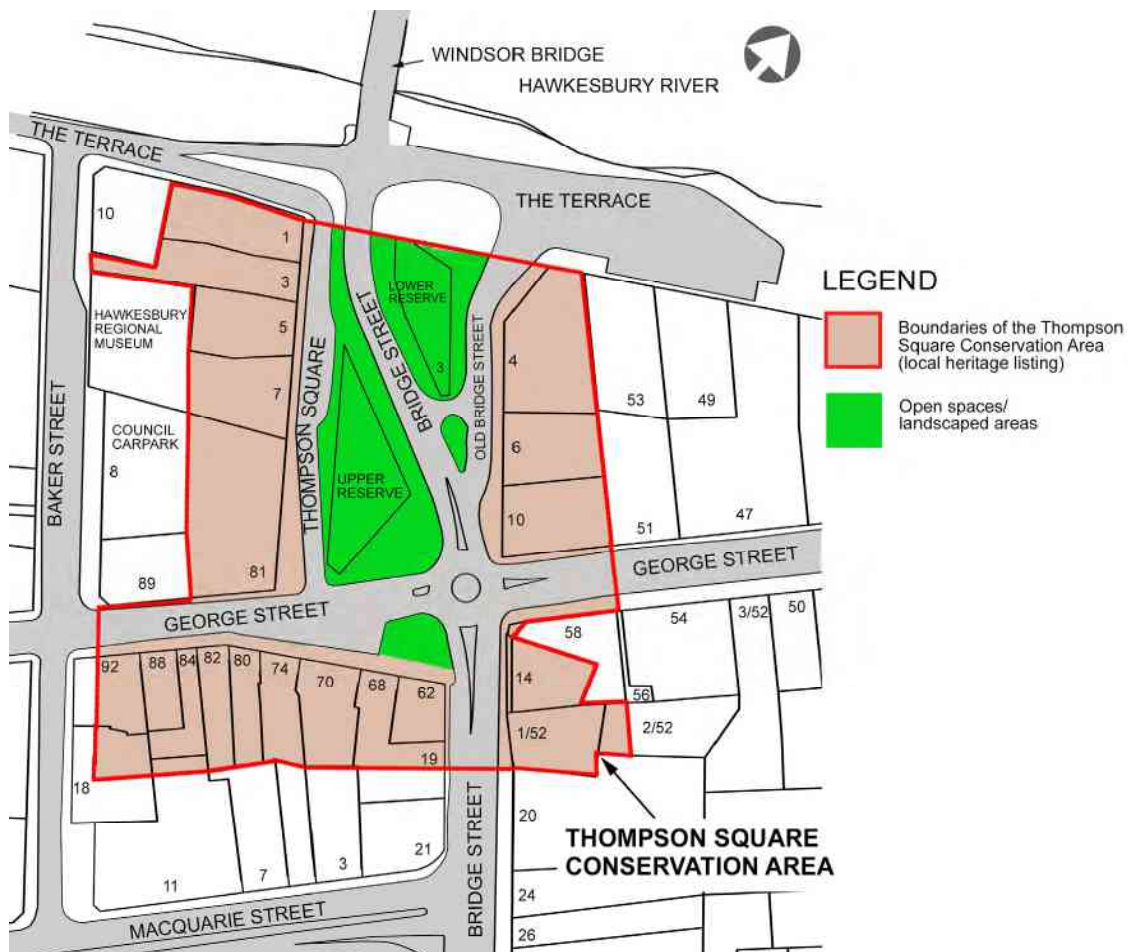 WINDSOR BRIDGE
HAWKESBURY RIVER
THE TERRACE
THE TERRACE
10
1
3
HAWKESBURY
REGIONAL
MUSEUM
5
7
COUNCIL
CARPARK
8
89
81
BAKER STREET
THOMPSON SQUARE
UPPER
RESERVE
BRIDGE STREET
LOWER
RESERVE
3
OLD BRIDGE STREET
4
6
10
53
49
51
47
GEORGE STREET
GEORGE STREET
92
88
84
82
80
74
70
68
62
19
18
11
7
3
21
MACQUARIE STREET
BRIDGE STREET
14
58
56
54
3/52
50
1/52
2/52
20
24
26
THOMPSON SQUARE
CONSERVATION AREA
LEGEND
Boundaries of the Thompson
Square Conservation Area
(local heritage listing)
Open spaces/
landscaped areas